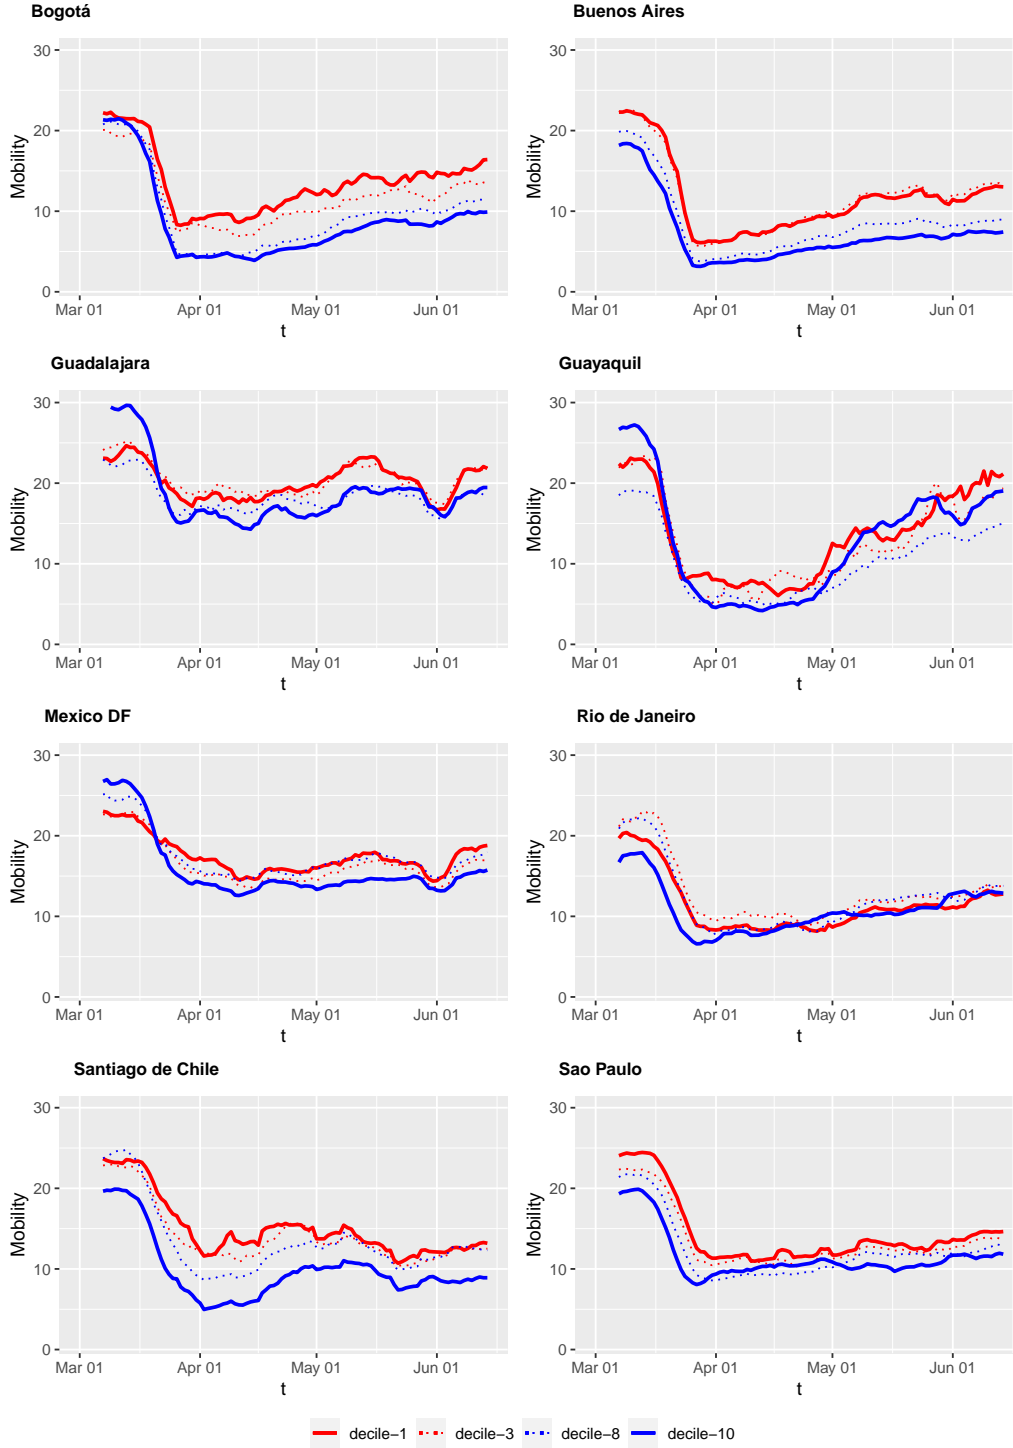 Bogotá
Buenos Aires
30
20
10
0
Mobility
Mar 01 Apr 01 May 01 Jun 01
t
30
20
10
0
Mobility
Mar 01 Apr 01 May 01 Jun 01
t
Guadalajara
Guayaquil
30
20
10
0
Mobility
Mar 01 Apr 01 May 01 Jun 01
t
30
20
10
0
Mobility
Mar 01 Apr 01 May 01 Jun 01
t
Mexico DF
Rio de Janeiro
30
20
10
0
Mobility
Mar 01 Apr 01 May 01 Jun 01
t
30
20
10
0
Mobility
Mar 01 Apr 01 May 01 Jun 01
t
Santiago de Chile
Sao Paulo
30
20
10
0
Mobility
Mar 01 Apr 01 May 01 Jun 01
t
30
20
10
0
Mobility
Mar 01 Apr 01 May 01 Jun 01
t
decile−1 decile−3 decile−8 decile−10